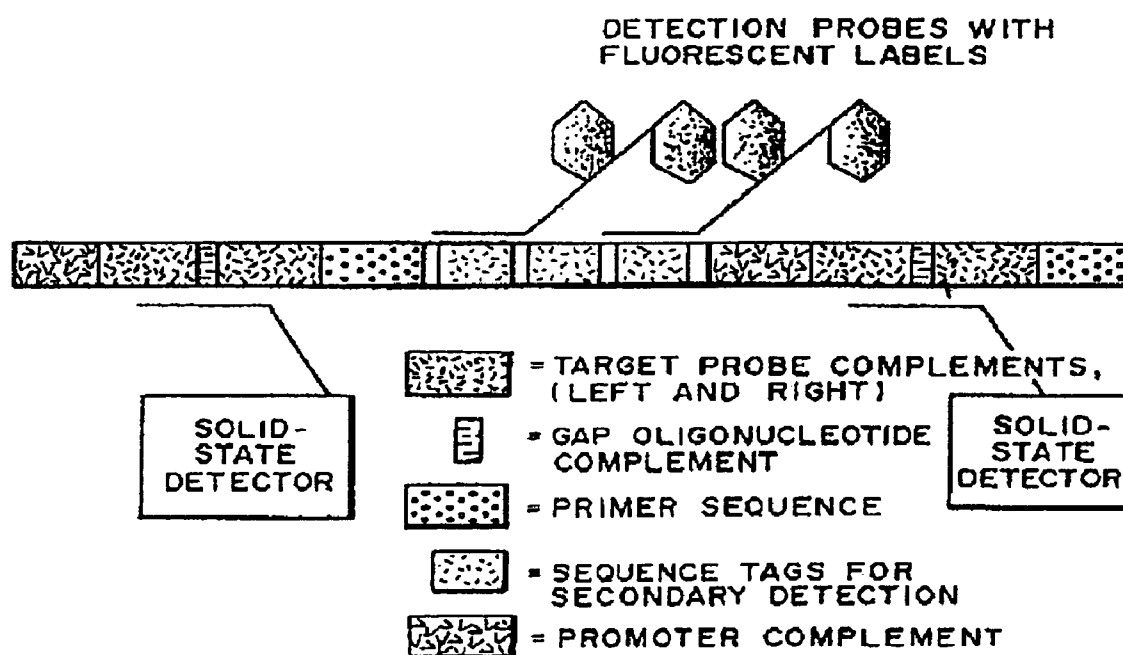 DETECTION PROBES WITH
FLUORESCENT LABELS
= TARGET PROBE COMPLEMENTS,
(LEFT AND RIGHT)
SOLID-
STATE
DETECTOR
= GAP OLIGONUCLEOTIDE
COMPLEMENT
SOLID-
STATE
DETECTOR
= PRIMER SEQUENCE
= SEQUENCE TAGS FOR
SECONDARY DETECTION
= PROMOTER COMPLEMENT